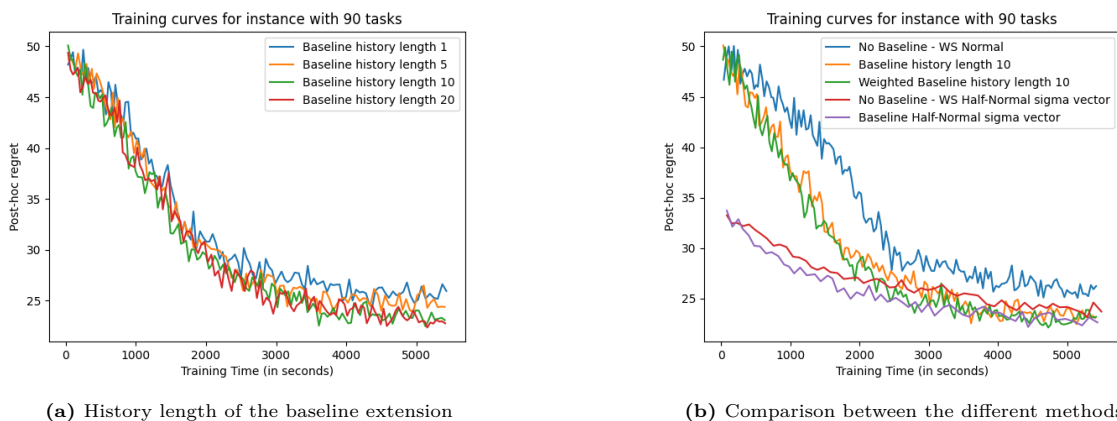 Training curves for instance with 90 tasks
50
45
40
35
30
25
Post-hoc regret
Baseline history length 1
Baseline history length 5
Baseline history length 10
Baseline history length 20
0 1000 2000 3000 4000 5000
Training Time (in seconds)
(a) History length of the baseline extension
Training curves for instance with 90 tasks
50
45
40
35
30
25
Post-hoc regret
No Baseline - WS Normal
Baseline history length 10
Weighted Baseline history length 10
No Baseline - WS Half-Normal sigma vector
Baseline Half-Normal sigma vector
0 1000 2000 3000 4000 5000
Training Time (in seconds)
(b) Comparison between the different methods